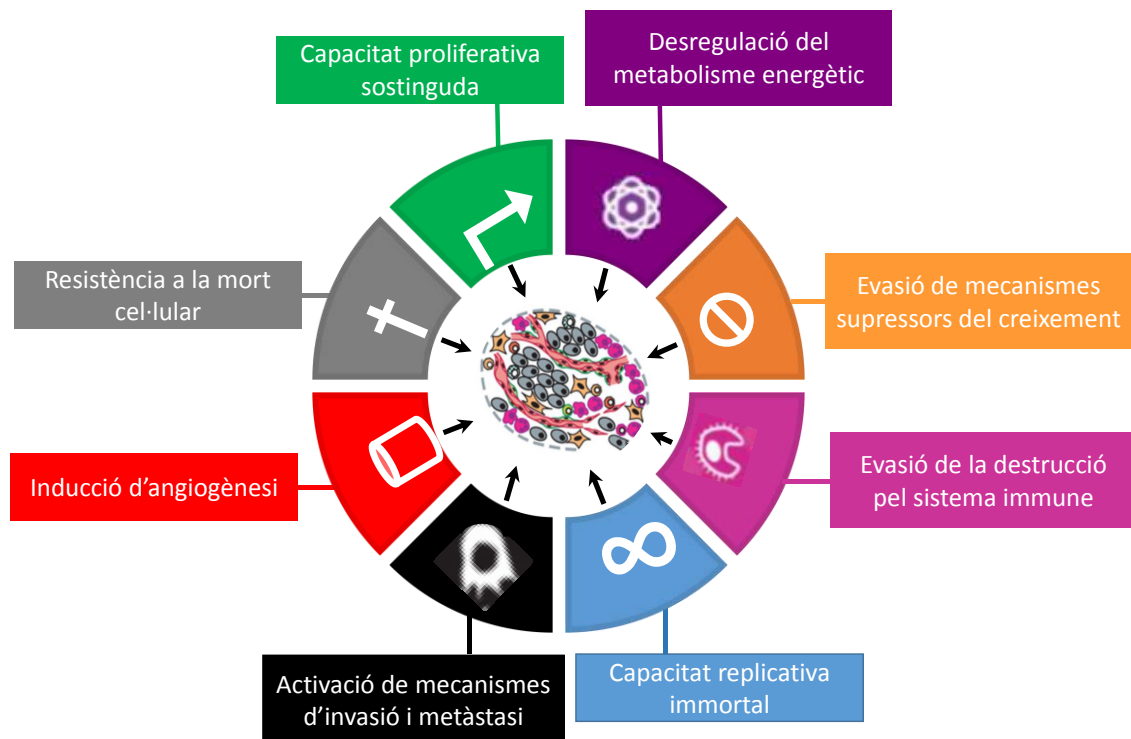 Capacitat proliferativa
sostinguda
Desregulació del
metabolisme energètic
Resistència a la mort
cel·lular
Evasió de mecanismes
supressors del creixement
Inducció d’angiogènesi
Evasió de la destrucció
pel sistema immune
Activació de mecanismes
d’invasió i metàstasi
Capacitat replicativa
immortal